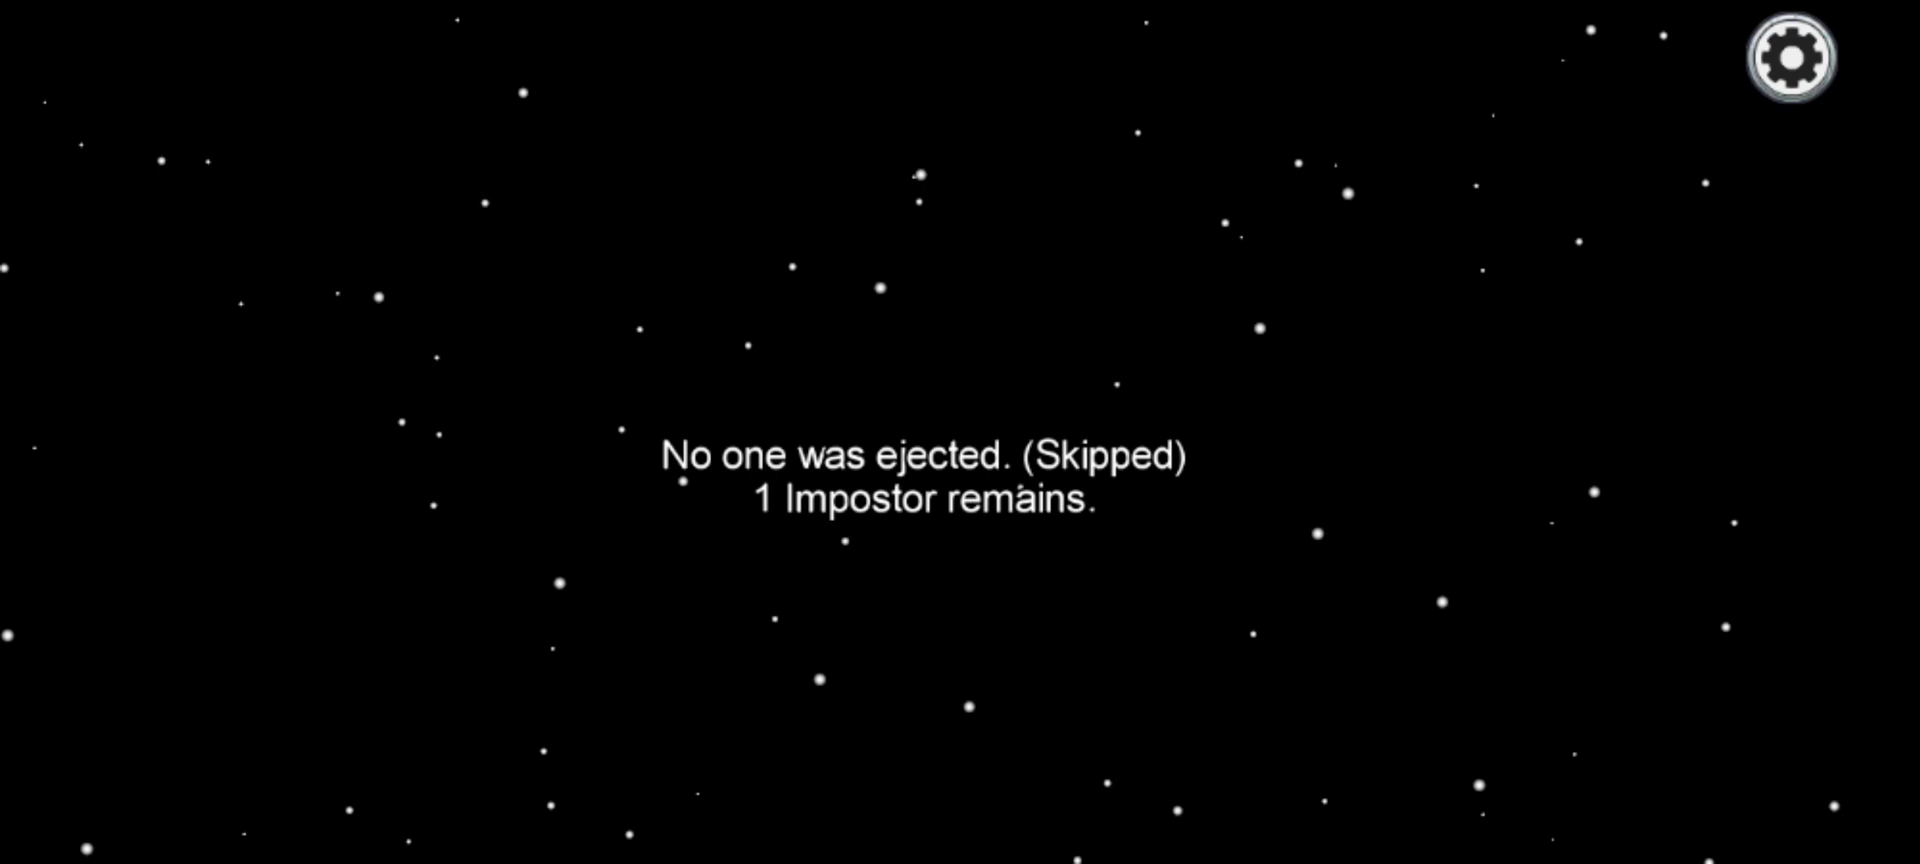 No one was ejected. (Skipped)
1 Impostor remains.